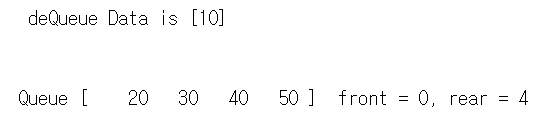 deQueue Data is [10]
Queue [    20   30   40   50 ]  front = 0, rear = 4